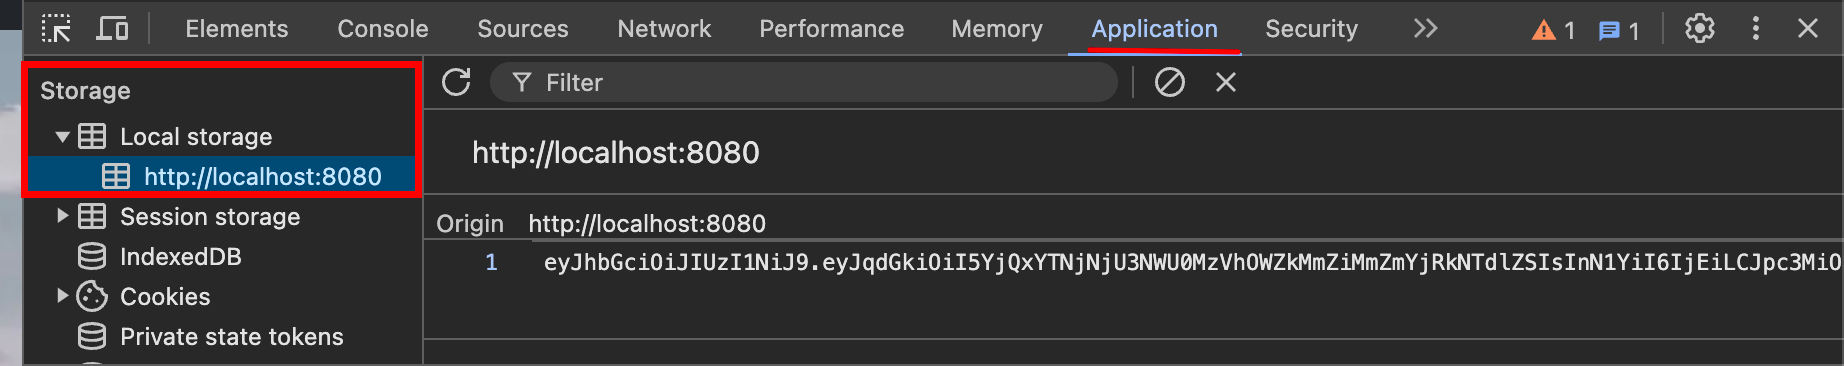 Elements Console Sources Network Performance Memory Application Security 1 1
Storage
Filter
Local storage
http://localhost:8080
http://localhost:8080
Session storage
Origin http://localhost:8080
IndexedDB
1 eyJhbGciOiJIUzI1NiJ9.eyJqdGkiOiI5YjQxYTNjNjU3NWU0MzVhOWZkMmZiMmZmYjRkNTdlZSIsInN1YiI6IjEiLCJpc3MiO
Cookies
Private state tokens